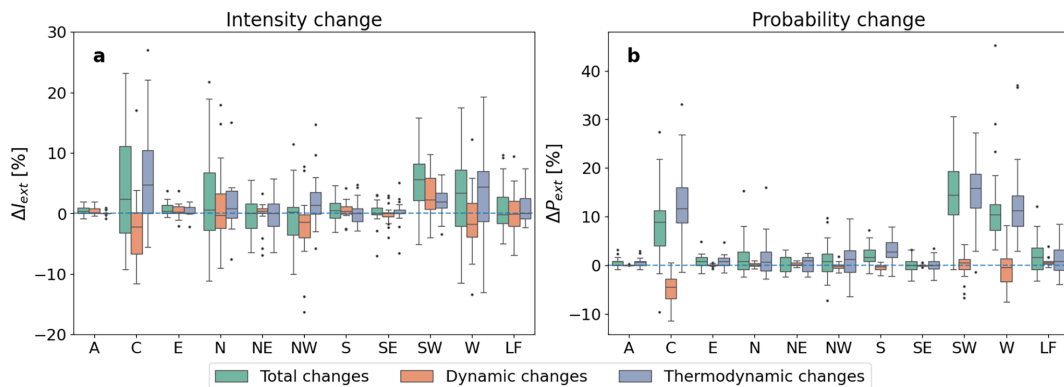 Intensity change
Probability change
a
b
ΔI_ext [%]
30
20
10
0
−10
−20
ΔP_ext [%]
40
30
20
10
0
−10
A C E N NE NW S SE SW W LF
A C E N NE NW S SE SW W LF
Total changes Dynamic changes Thermodynamic changes